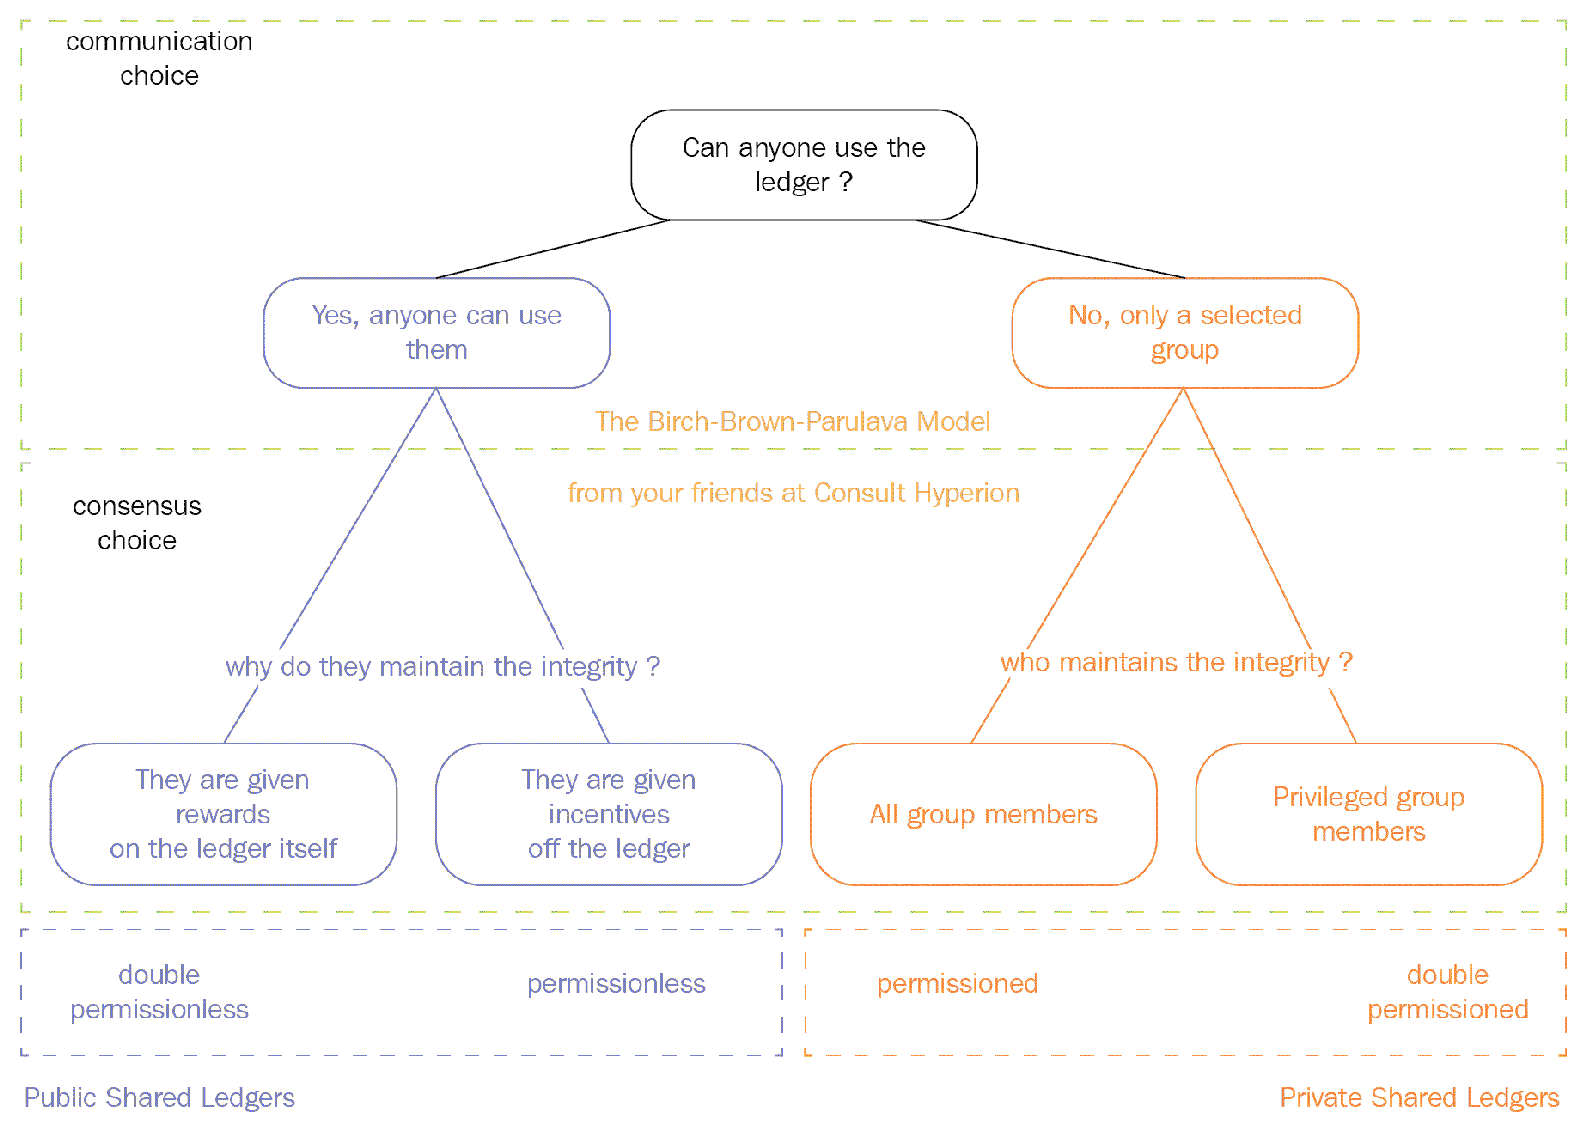 communication
choice
Can anyone use the
ledger ?
Yes, anyone can use
them
No, only a selected
group
The Birch-Brown-Parulava Model
from your friends at Consult Hyperion
consensus
choice
why do they maintain the integrity ?
who maintains the integrity ?
They are given
rewards
on the ledger itself
They are given
incentives
off the ledger
All group members
Privileged group
members
double
permissionless
permissionless
permissioned
double
permissioned
Public Shared Ledgers
Private Shared Ledgers